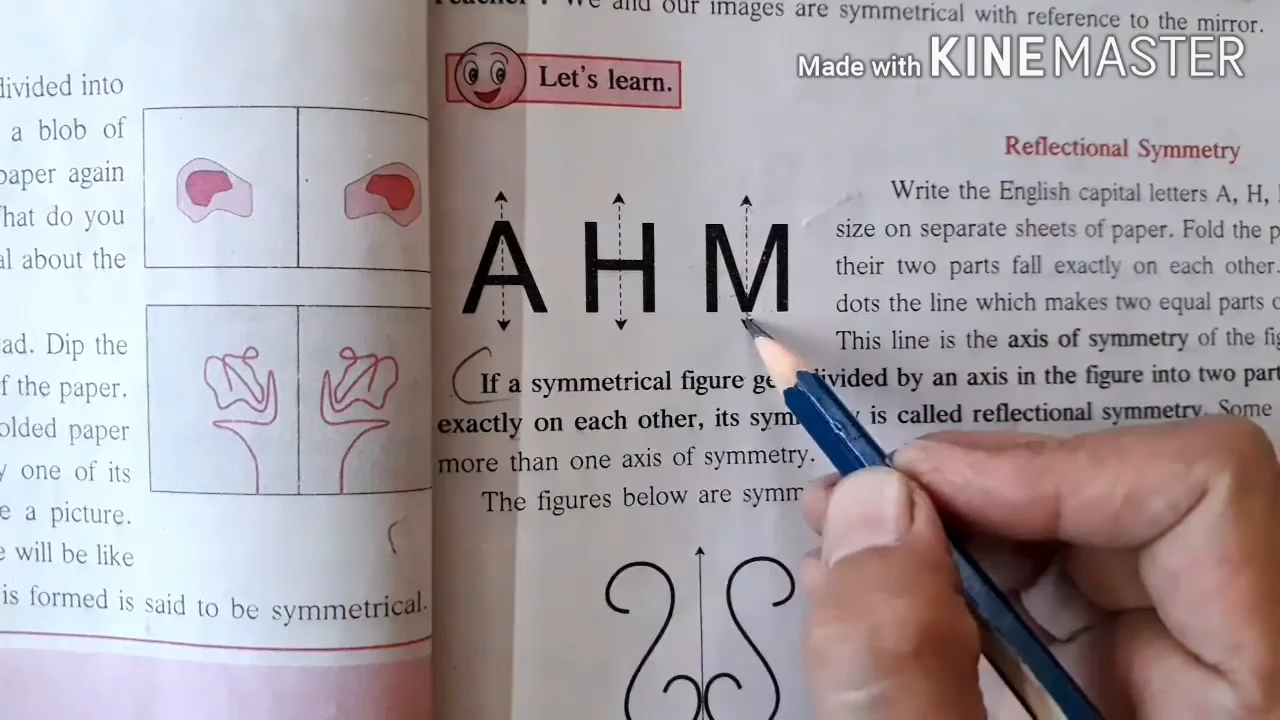 divided into
a blob of
paper again
What do you
al about the
ad. Dip the
f the paper.
olded paper
y one of its
e a picture.
e will be like
is formed is said to be symmetrical.
We and our images are symmetrical with reference to the mirror.
Made with KINEMASTER
Let's learn.
Reflectional Symmetry
A H M
Write the English capital letters A, H,
size on separate sheets of paper. Fold the p
their two parts fall exactly on each other.
dots the line which makes two equal parts o
This line is the axis of symmetry of the fig
If a symmetrical figure ge divided by an axis in the figure into two part
exactly on each other, its sym is called reflectional symmetry. Some
more than one axis of symmetry.
The figures below are symm